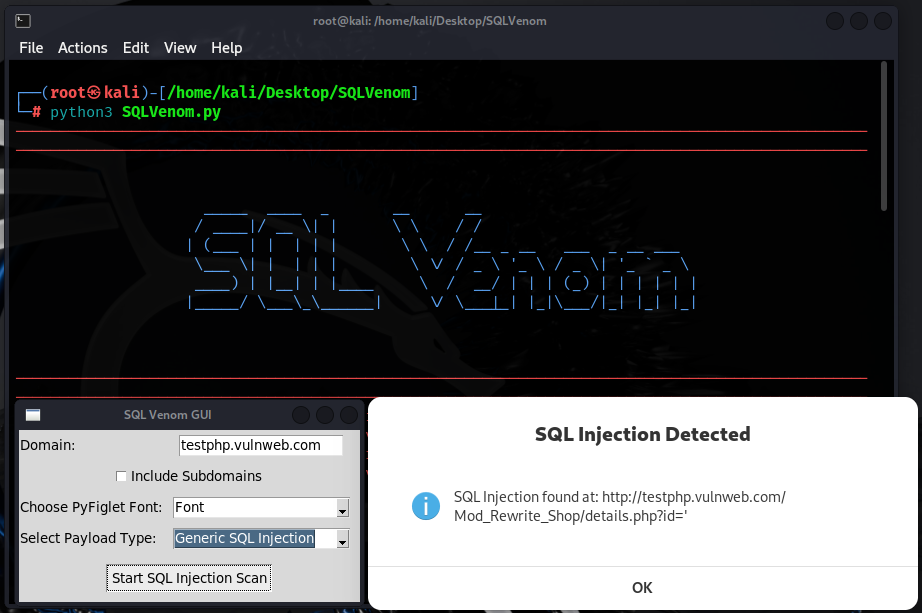 root@kali: /home/kali/Desktop/SQLVenom
File Actions Edit View Help
(root㉿kali)-[/home/kali/Desktop/SQLVenom]
# python3 SQLVenom.py
SQL Venom
SQL Venom GUI
Domain: testphp.vulnweb.com
Include Subdomains
Choose PyFiglet Font: Font
Select Payload Type: Generic SQL Injection
Start SQL Injection Scan
SQL Injection Detected
SQL Injection found at: http://testphp.vulnweb.com/
Mod_Rewrite_Shop/details.php?id='
OK